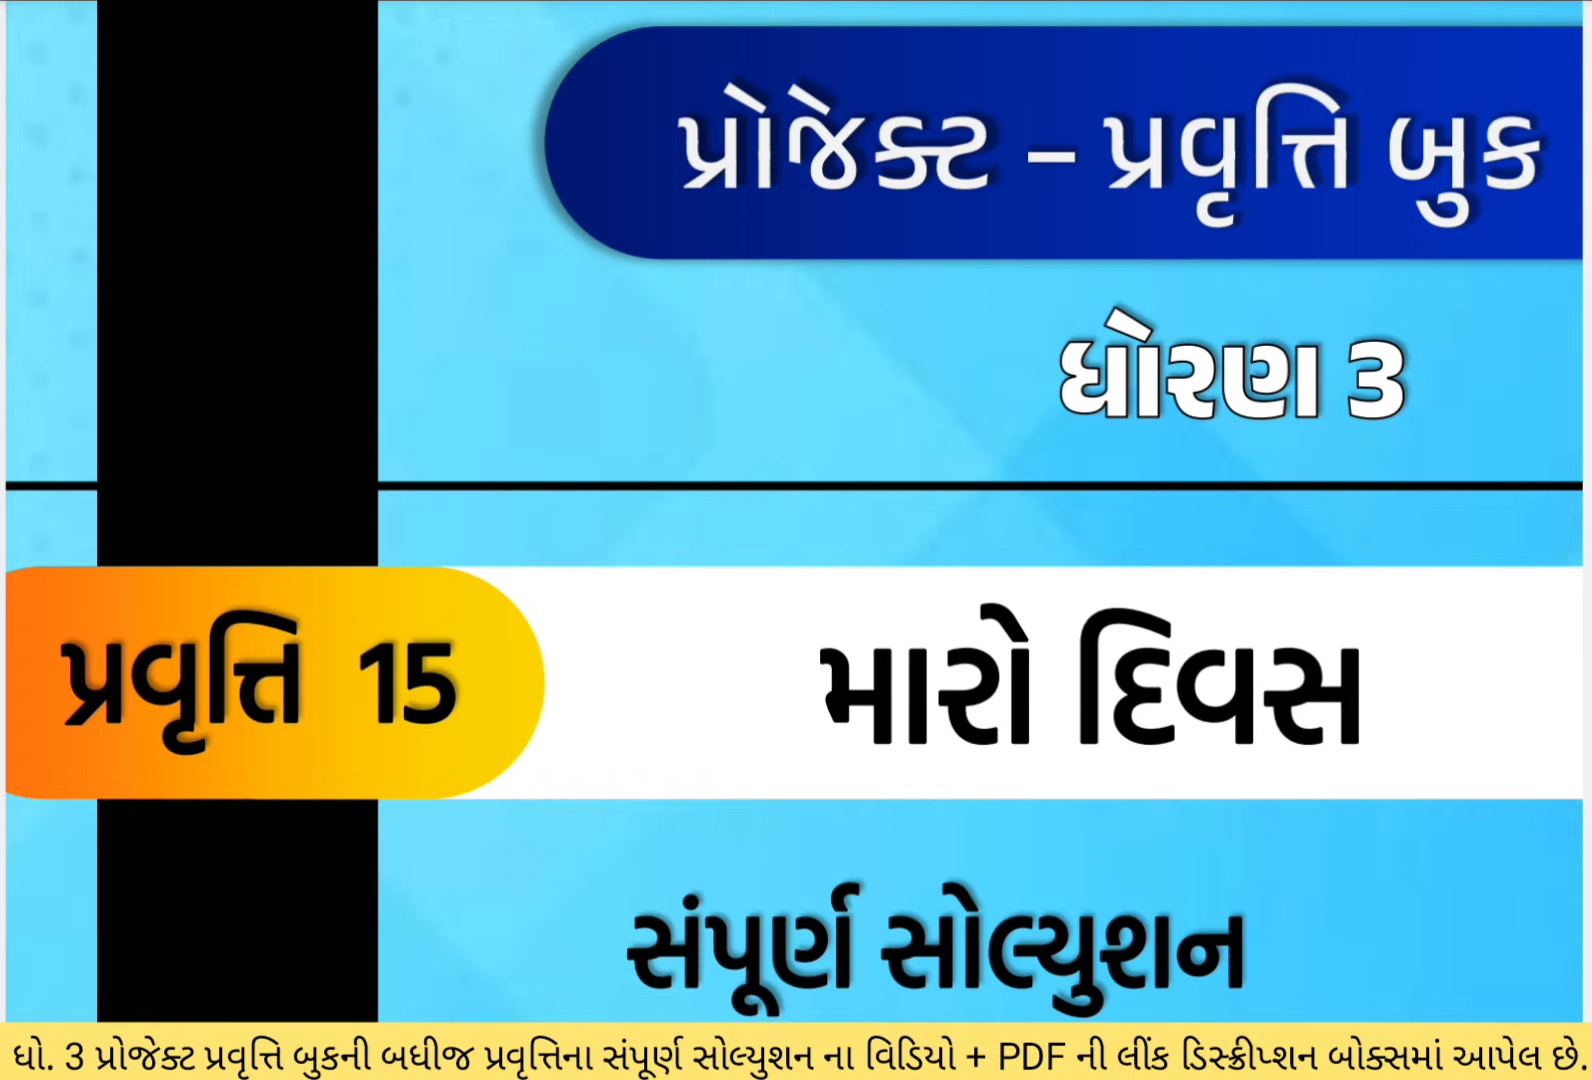 પ્રોજેક્ટ – પ્રવૃત્તિ બુક
ધોરણ 3
પ્રવૃત્તિ 15
મારો દિવસ
સંપૂર્ણ સોલ્યુશન
ધો. 3 પ્રોજેક્ટ પ્રવૃત્તિ બુકની બધીજ પ્રવૃત્તિના સંપૂર્ણ સોલ્યુશન ના વિડિયો + PDF ની લીંક ડિસ્ક્રીપ્શન બોક્સમાં આપેલ છે.